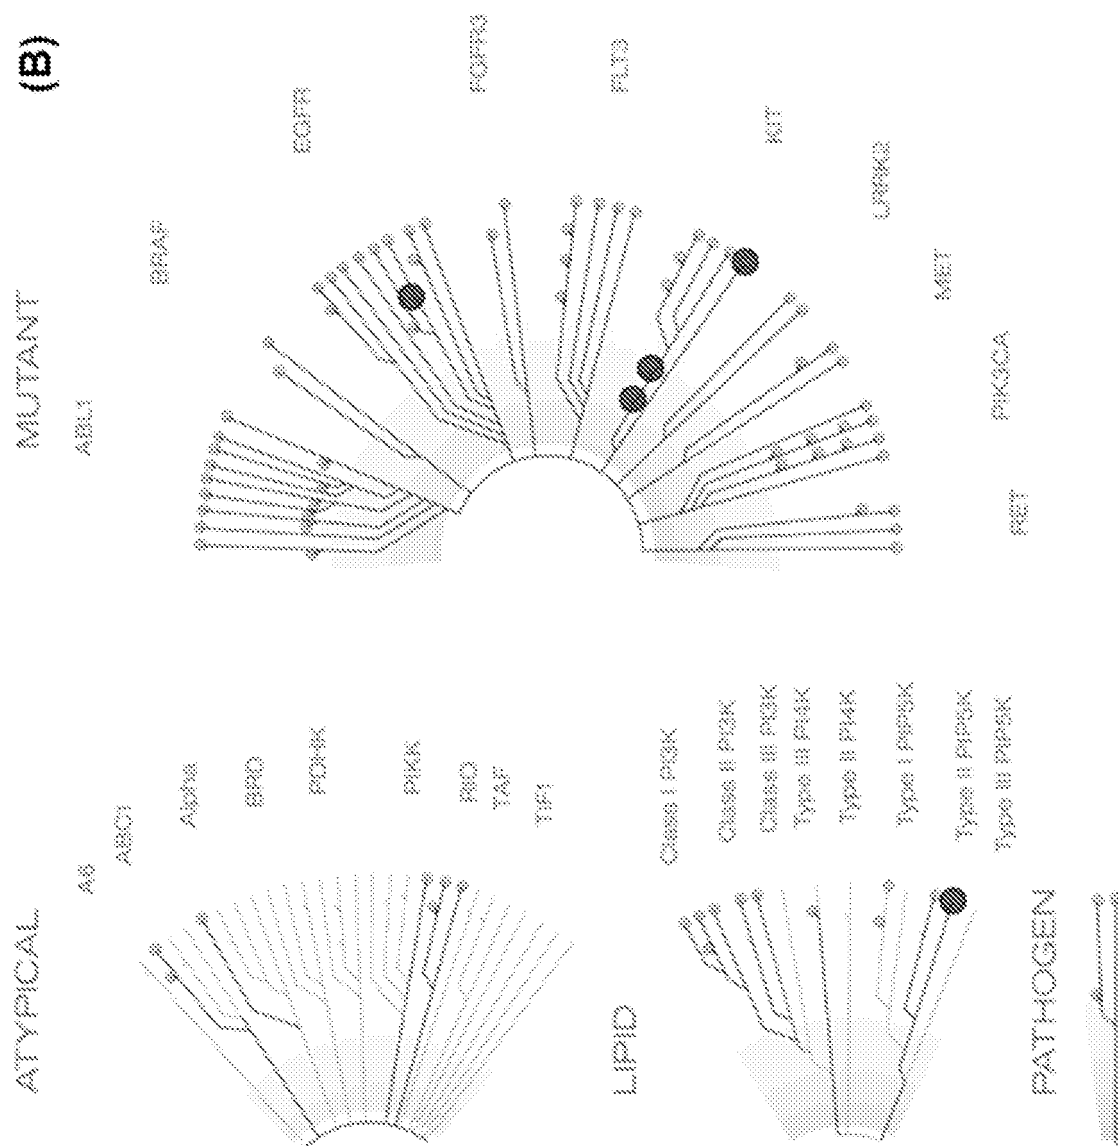 (B)
MUTANT
ABL1
BRAF
EGFR
FGFR3
FLT3
KIT
LRRK2
MET
PIK3CA
RET
ATYPICAL
A6
ABC1
Alpha
BRD
PDHK
PIKK
RIO
TAF
TIF1
LIPID
Class I PI3K
Class II PI3K
Class III PI3K
Type III PI4K
Type II PI4K
Type I PIP5K
Type II PIP5K
Type III PIP5K
PATHOGEN